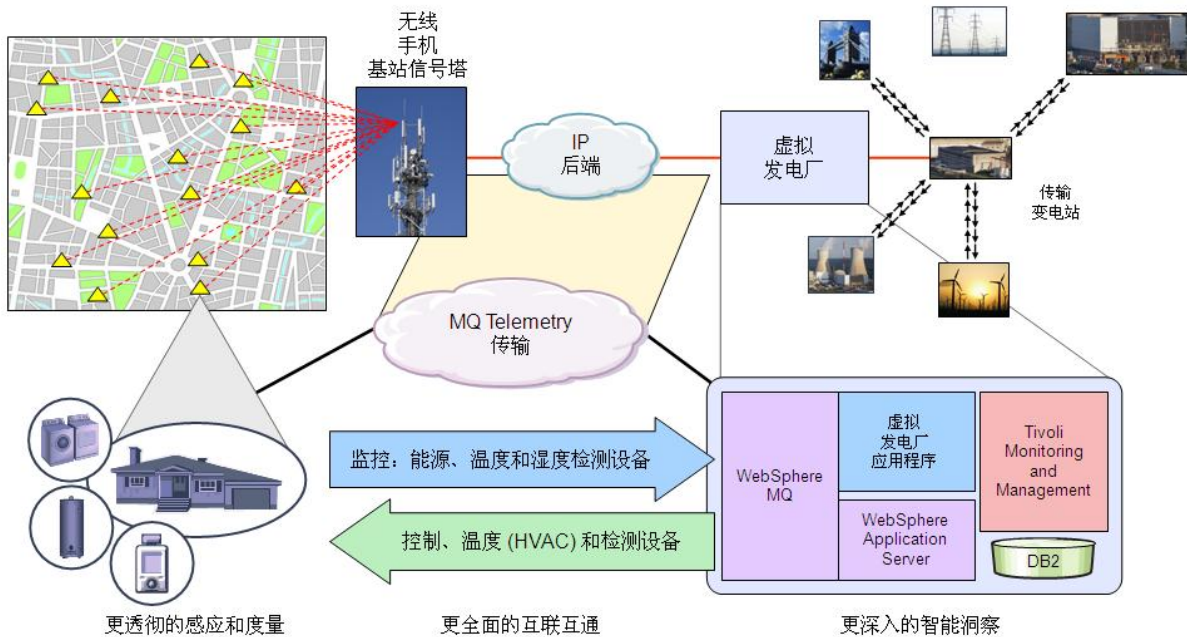 无线
手机
基站信号塔
IP
后端
虚拟
发电厂
传输
变电站
MQ Telemetry
传输
监控：能源、温度和湿度检测设备
控制、温度 (HVAC) 和检测设备
WebSphere
MQ
虚拟
发电厂
应用程序
WebSphere
Application
Server
Tivoli
Monitoring
and
Management
DB2
更透彻的感应和度量
更全面的互联互通
更深入的智能洞察